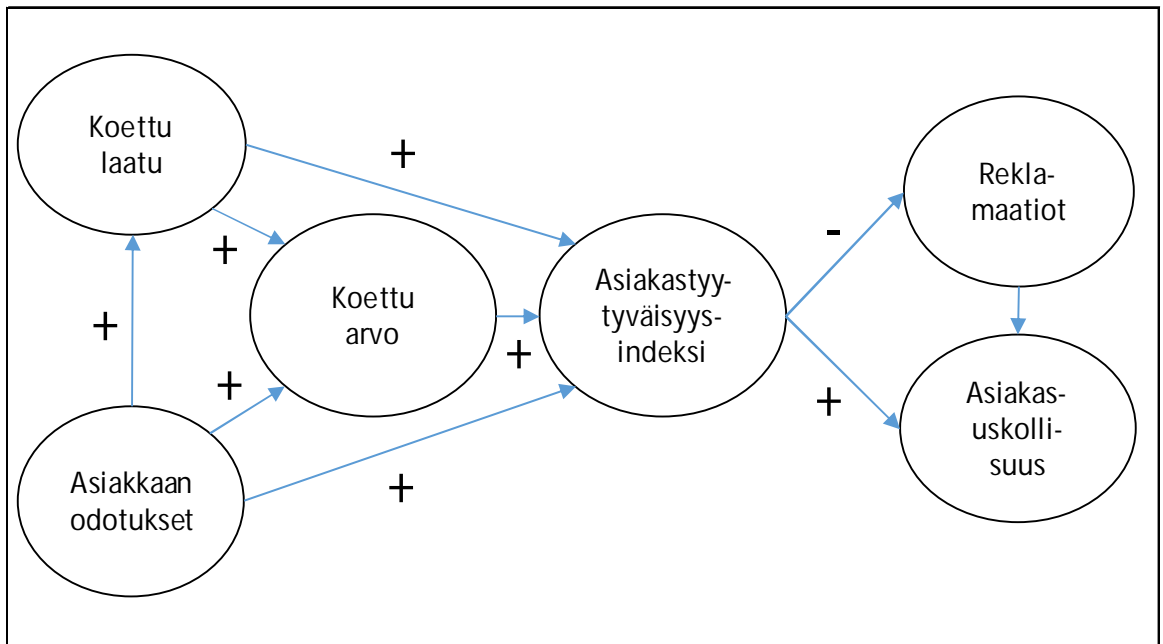 Koettu
laatu
+
+
Koettu
arvo
+
+
+
+
Asiakkaan
odotukset
Asiakastyy-
tyväisyys-
indeksi
-
+
Rekla-
maatiot
Asiakas-
uskolli-
suus